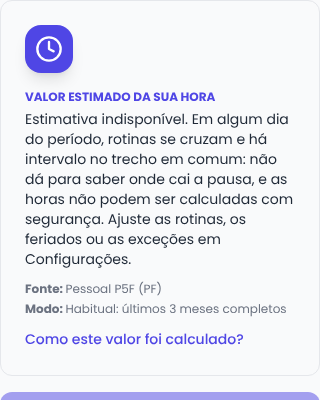 VALOR ESTIMADO DA SUA HORA
Estimativa indisponível. Em algum dia
do período, rotinas se cruzam e há
intervalo no trecho em comum: não
dá para saber onde cai a pausa, e as
horas não podem ser calculadas com
segurança. Ajuste as rotinas, os
feriados ou as exceções em
Configurações.
Fonte: Pessoal P5F (PF)
Modo: Habitual: últimos 3 meses completos
Como este valor foi calculado?